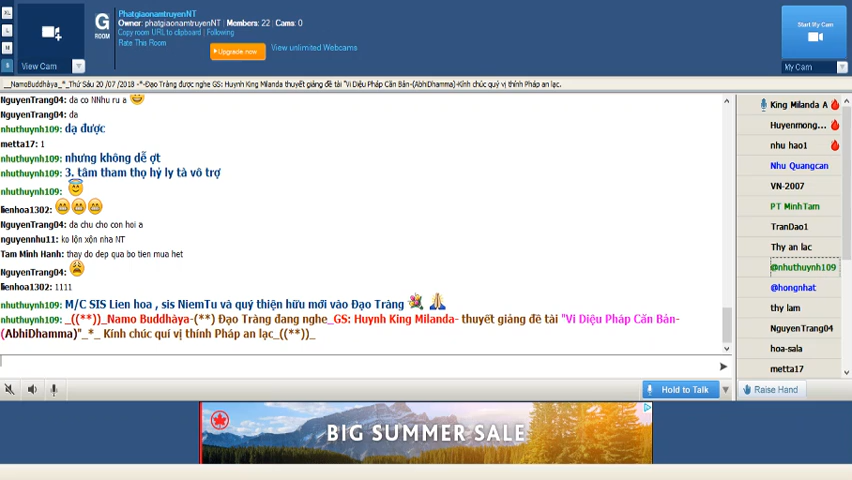 XL
L
M
S
View Cam
G
ROOM
PhatgiaonamtruyenNT
Owner: phatgiaonamtruyenNT | Members: 22 | Cams: 0
Copy room URL to clipboard | Following
Rate This Room
Upgrade now
View unlimited Webcams
Start My Cam
My Cam
__NamoBuddhàya_*_Thứ Sáu 20 /07 /2018 -*-Đạo Tràng được nghe GS: Huynh King Milanda thuyết giảng đề tài "Vi Diệu Pháp Căn Bản-(AbhiDhamma)-Kính chúc quý vị thính Pháp an lạc.
NguyenTrang04: da co NNhu ru a
NguyenTrang04: da
nhuthuynh109: dạ được
metta17: 1
nhuthuynh109: nhưng không dễ ợt
nhuthuynh109: 3. tâm tham thọ hỷ ly tà vô trợ
nhuthuynh109:
lienhoa1302:
NguyenTrang04: da chu cho con hoi a
nguyennhu11: ko lộn xộn nha NT
Tam Minh Hanh: thay do dep qua bo tien mua het
NguyenTrang04:
lienhoa1302: 1111
nhuthuynh109: M/C SIS Lien hoa , sis NiemTu và quý thiện hữu mới vào Đạo Tràng
nhuthuynh109: _((**))_Namo Buddhàya-(**) Đạo Tràng đang nghe_GS: Huynh King Milanda- thuyết giảng đề tài "Vi Diệu Pháp Căn Bản-
(AbhiDhamma)"_*_ Kính chúc quí vị thính Pháp an lạc_((**))_
King Milanda A
Huyenmong...
nhu hao1
Nhu Quangcan
VN-2007
PT MinhTam
TranDao1
Thy an lac
@nhuthuynh109
@hongnhat
thy lam
NguyenTrang04
hoa-sala
metta17
Hold to Talk
Raise Hand
BIG SUMMER SALE